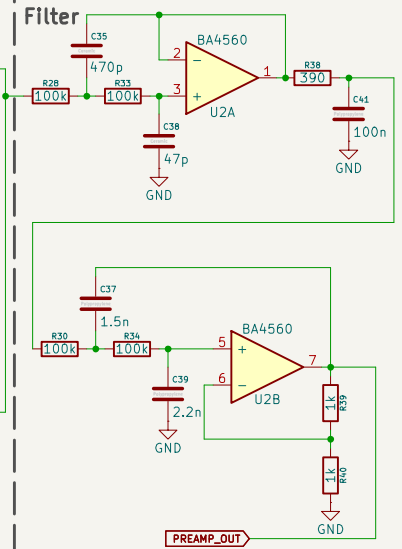 Filter
C35
470p
BA4560
2
3
1
U2A
R28
100k
R33
100k
R38
390
C38
47p
GND
C41
100n
GND
C37
1.5n
BA4560
R30
100k
R34
100k
5
6
7
U2B
C39
2.2n
GND
1k
R39
1k
R40
GND
PREAMP_OUT